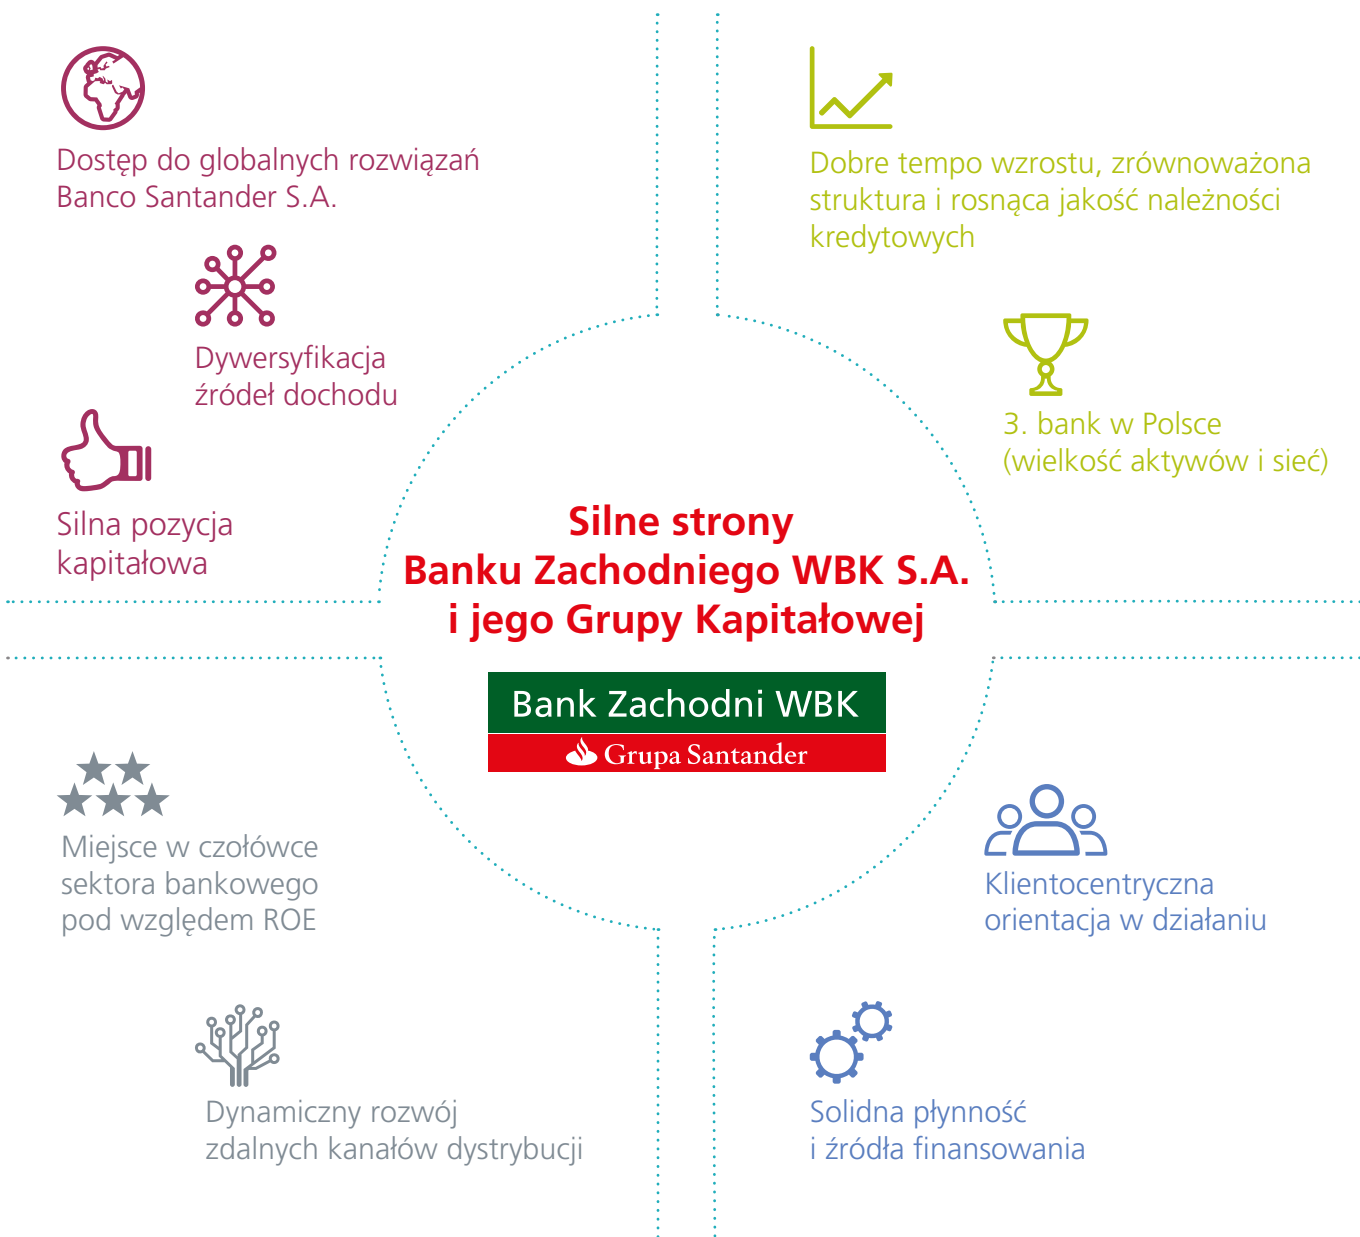 Dostęp do globalnych rozwiązań
Banco Santander S.A.
Dywersyfikacja
źródeł dochodu
Silna pozycja
kapitałowa
Dobre tempo wzrostu, zrównoważona
struktura i rosnąca jakość należności
kredytowych
3. bank w Polsce
(wielkość aktywów i sieć)
Silne strony
Banku Zachodniego WBK S.A.
i jego Grupy Kapitałowej
Bank Zachodni WBK
Grupa Santander
Miejsce w czołówce
sektora bankowego
pod względem ROE
Dynamiczny rozwój
zdalnych kanałów dystrybucji
Klientocentryczna
orientacja w działaniu
Solidna płynność
i źródła finansowania